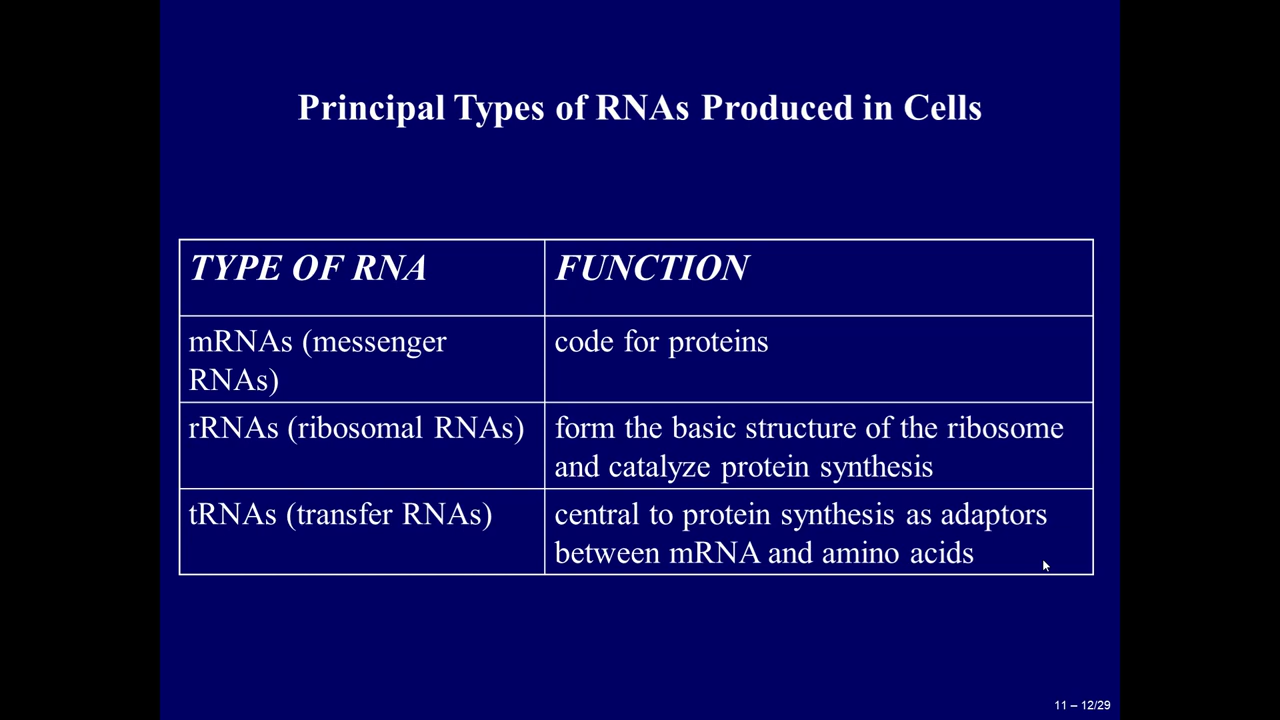 Principal Types of RNAs Produced in Cells
TYPE OF RNA
FUNCTION
mRNAs (messenger
RNAs)
code for proteins
rRNAs (ribosomal RNAs)
form the basic structure of the ribosome
and catalyze protein synthesis
tRNAs (transfer RNAs)
central to protein synthesis as adaptors
between mRNA and amino acids
11 – 12/29